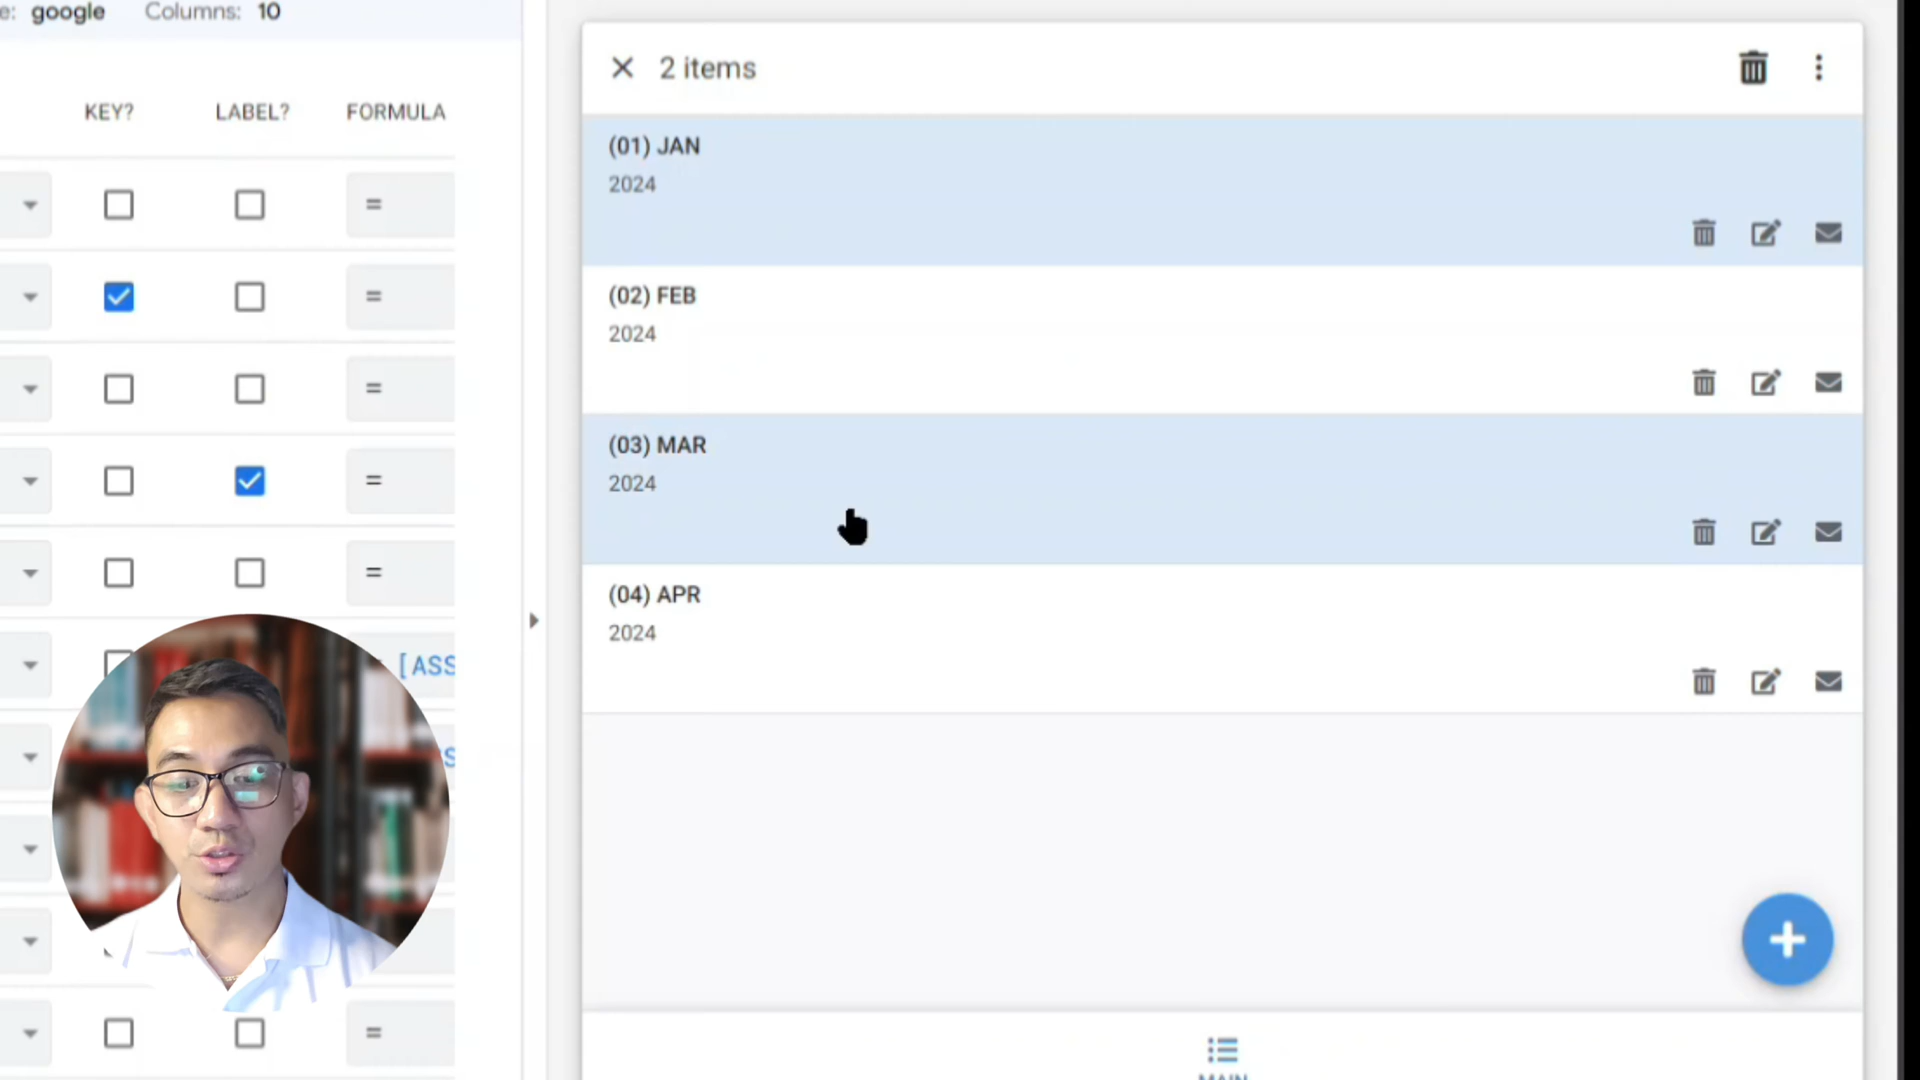 e: google Columns: 10
KEY? LABEL? FORMULA
=
=
=
=
=
[ASS
S
=
2 items
(01) JAN
2024
(02) FEB
2024
(03) MAR
2024
(04) APR
2024
MAIN